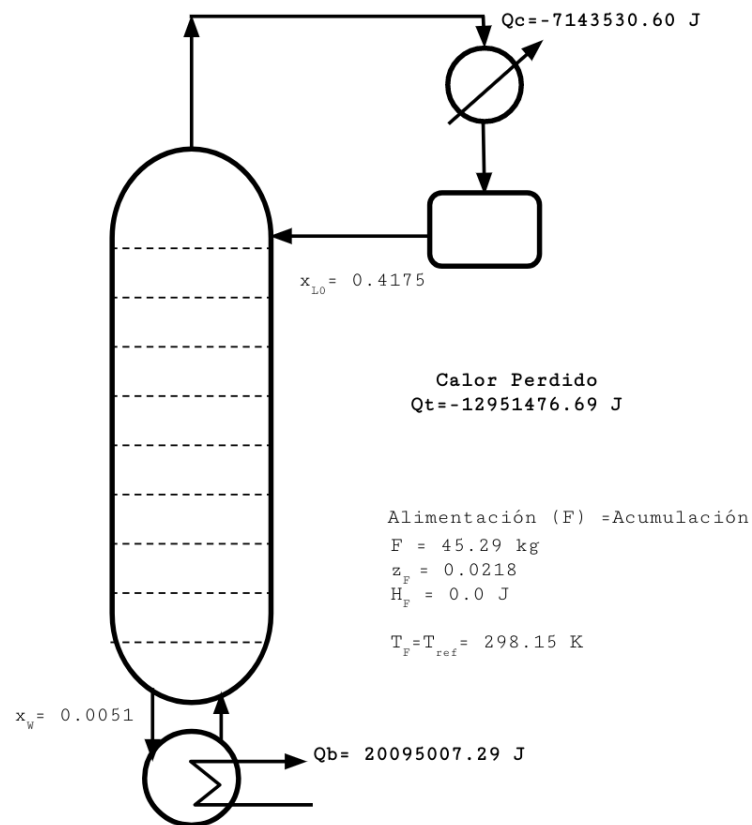 Qc=-7143530.60 J
x_L0= 0.4175
Calor Perdido
Qt=-12951476.69 J
Alimentación (F) =Acumulación
F = 45.29 kg
z_F = 0.0218
H_F = 0.0 J
T_F=T_ref= 298.15 K
x_W= 0.0051
Qb= 20095007.29 J